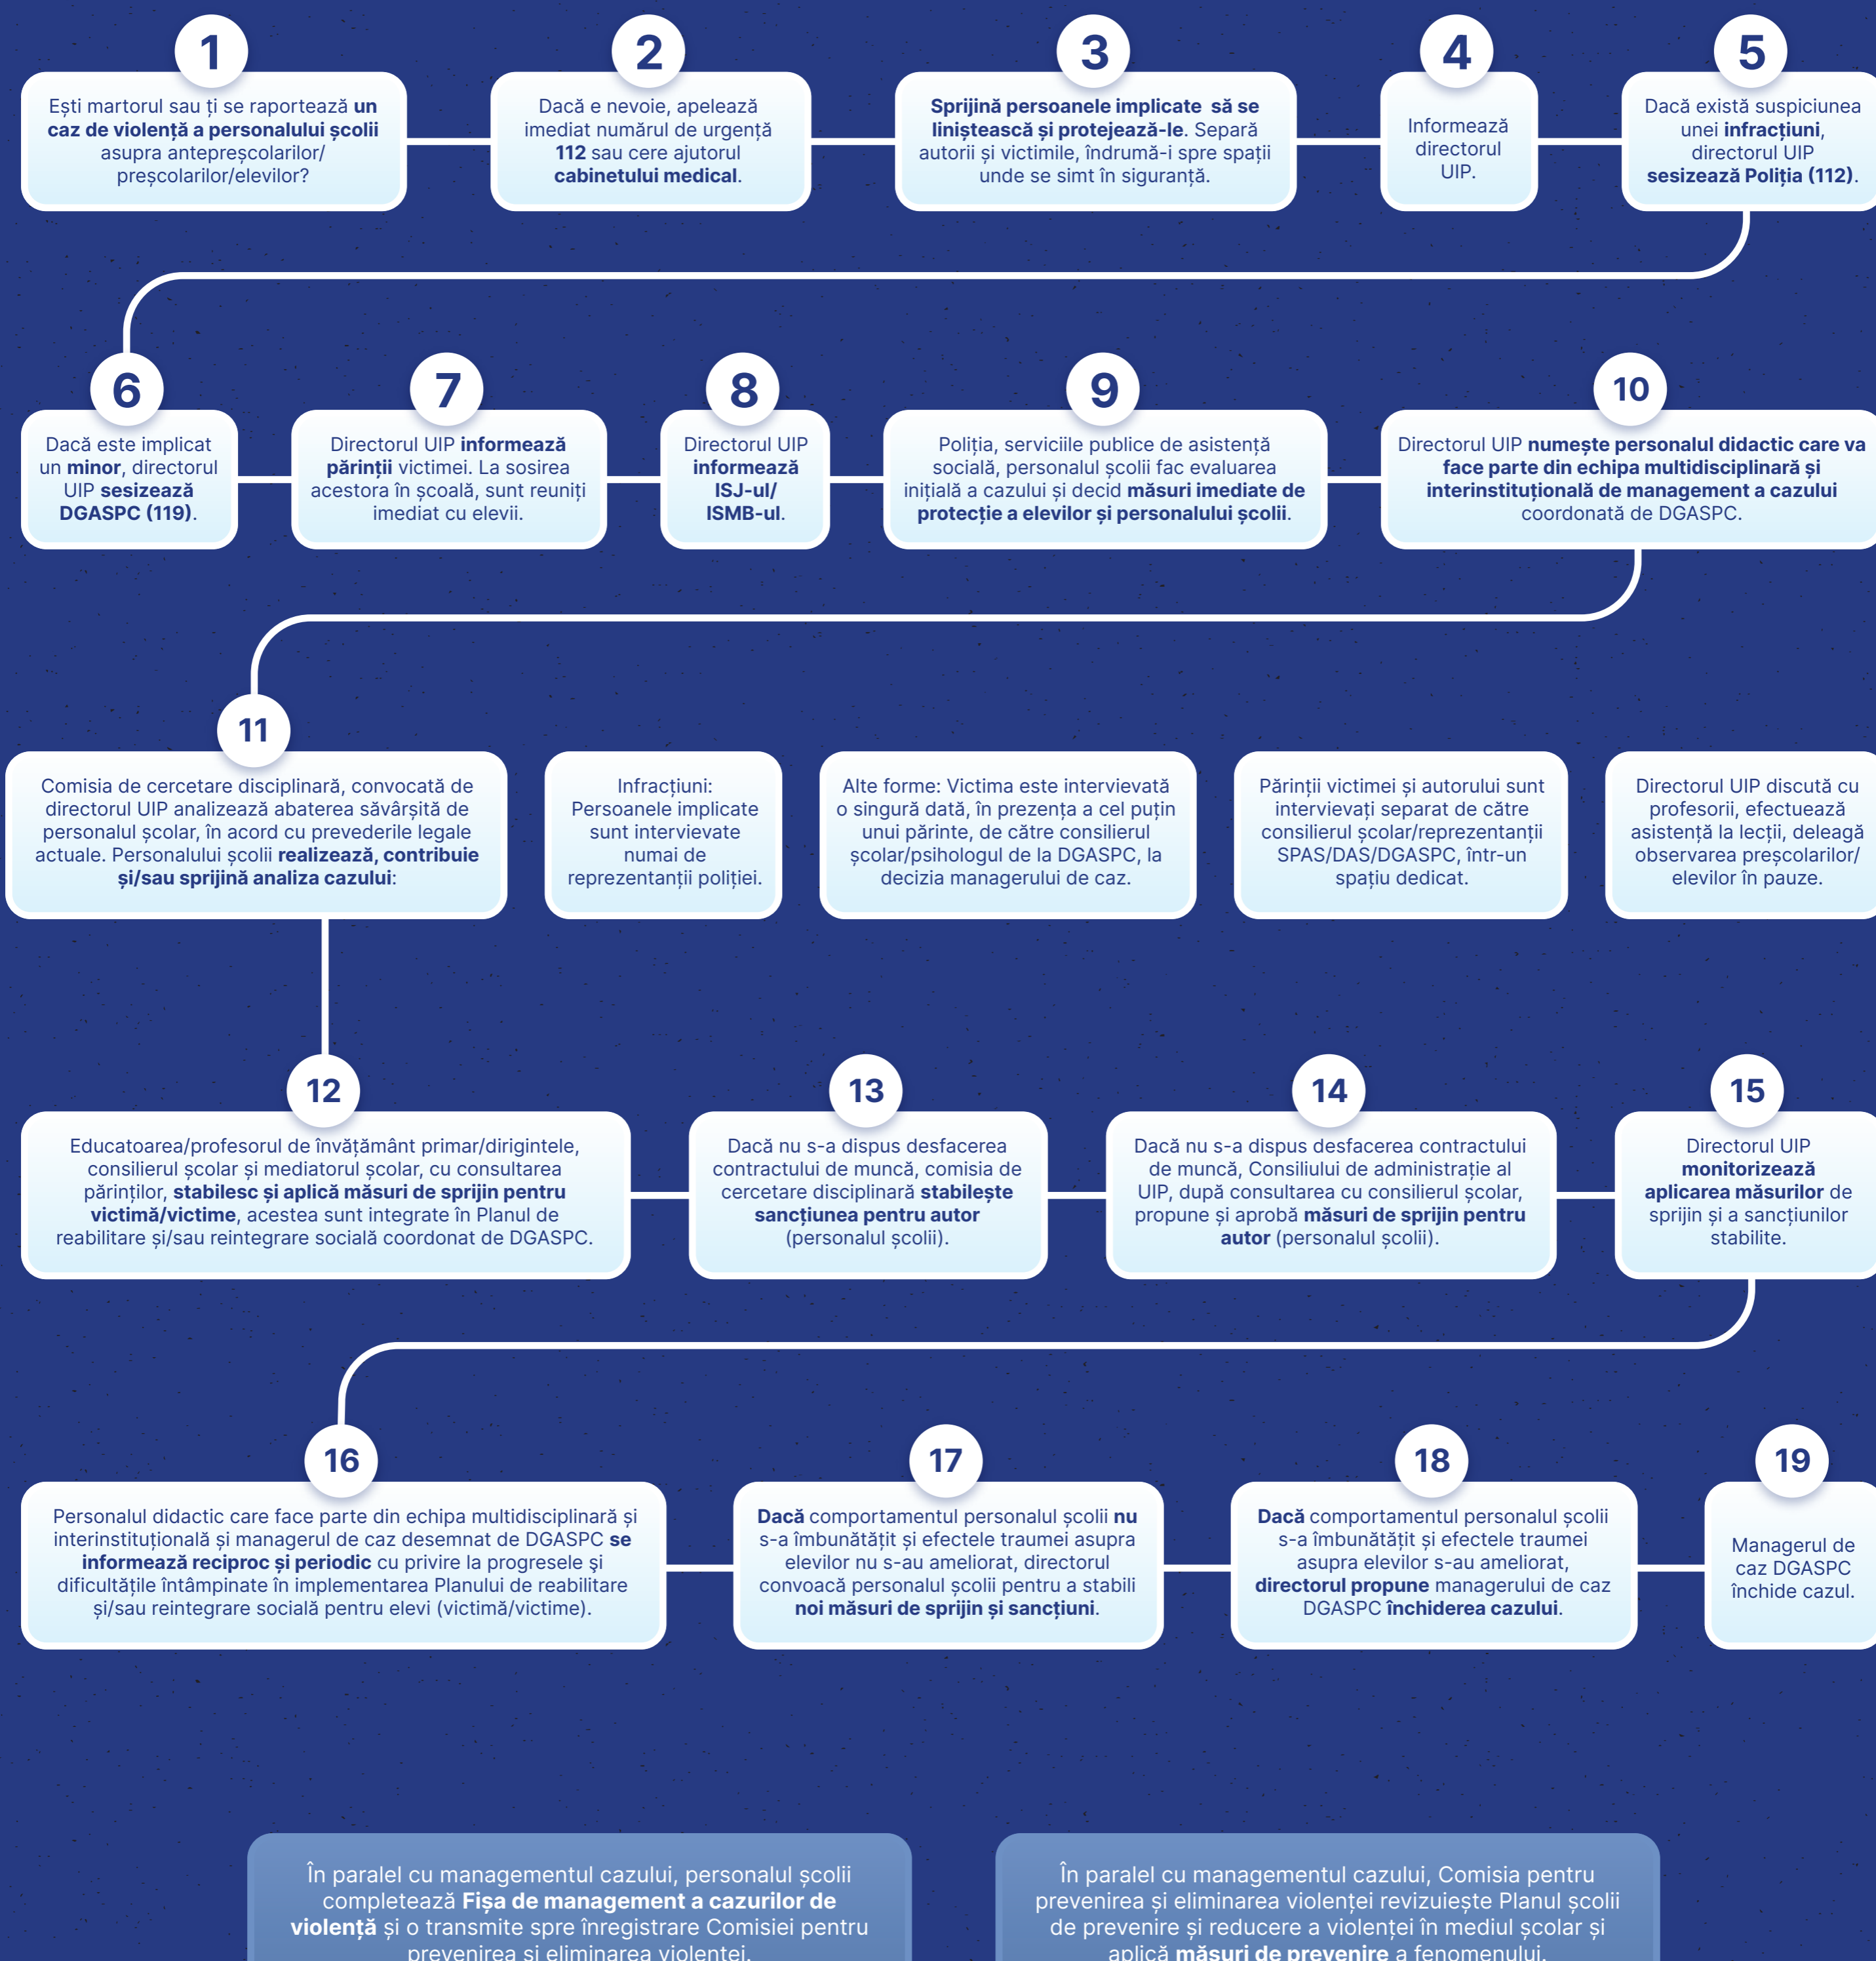 1
Ești martorul sau ți se raportează un
caz de violență a personalului școlii
asupra antepreșcolarilor/
preșcolarilor/elevilor?
2
Dacă e nevoie, apelează
imediat numărul de urgență
112 sau cere ajutorul
cabinetului medical.
3
Sprijină persoanele implicate să se
liniștească și protejează-le. Separă
autorii și victimile, îndrumă-i spre spații
unde se simt în siguranță.
4
Informează
directorul
UIP.
5
Dacă există suspiciunea
unei infracțiuni,
directorul UIP
sesizează Poliția (112).
6
Dacă este implicat
un minor, directorul
UIP sesizează
DGASPC (119).
7
Directorul UIP informează
părinții victimei. La sosirea
acestora în școală, sunt reuniți
imediat cu elevii.
8
Directorul UIP
informează
ISJ-ul/
ISMB-ul.
9
Poliția, serviciile publice de asistență
socială, personalul școlii fac evaluarea
inițială a cazului și decid măsuri imediate de
protecție a elevilor și personalului școlii.
10
Directorul UIP numește personalul didactic care va
face parte din echipa multidisciplinară și
interinstituțională de management a cazului
coordonată de DGASPC.
11
Comisia de cercetare disciplinară, convocată de
directorul UIP analizează abaterea săvârșită de
personalul școlar, în acord cu prevederile legale
actuale. Personalului școlii realizează, contribuie
și/sau sprijină analiza cazului:
Infracțiuni:
Persoanele implicate
sunt intervievate
numai de
reprezentanții poliției.
Alte forme: Victima este intervievată
o singură dată, în prezența a cel puțin
unui părinte, de către consilierul
școlar/psihologul de la DGASPC, la
decizia managerului de caz.
Părinții victimei și autorului sunt
intervievați separat de către
consilierul școlar/reprezentanții
SPAS/DAS/DGASPC, într-un
spațiu dedicat.
Directorul UIP discută cu
profesorii, efectuează
asistență la lecții, deleagă
observarea preșcolarilor/
elevilor în pauze.
12
Educatoarea/profesorul de învățământ primar/dirigintele,
consilierul școlar și mediatorul școlar, cu consultarea
părinților, stabilesc și aplică măsuri de sprijin pentru
victimă/victime, acestea sunt integrate în Planul de
reabilitare și/sau reintegrare socială coordonat de DGASPC.
13
Dacă nu s-a dispus desfacerea
contractului de muncă, comisia de
cercetare disciplinară stabilește
sancțiunea pentru autor
(personalul școlii).
14
Dacă nu s-a dispus desfacerea contractului
de muncă, Consiliului de administrație al
UIP, după consultarea cu consilierul școlar,
propune și aprobă măsuri de sprijin pentru
autor (personalul școlii).
15
Directorul UIP
monitorizează
aplicarea măsurilor de
sprijin și a sancțiunilor
stabilite.
16
Personalul didactic care face parte din echipa multidisciplinară și
interinstituțională și managerul de caz desemnat de DGASPC se
informează reciproc și periodic cu privire la progresele şi
dificultățile întâmpinate în implementarea Planului de reabilitare
și/sau reintegrare socială pentru elevi (victimă/victime).
17
Dacă comportamentul personalul școlii nu
s-a îmbunătățit și efectele traumei asupra
elevilor nu s-au ameliorat, directorul
convoacă personalul școlii pentru a stabili
noi măsuri de sprijin și sancțiuni.
18
Dacă comportamentul personalul școlii
s-a îmbunătățit și efectele traumei
asupra elevilor s-au ameliorat,
directorul propune managerului de caz
DGASPC închiderea cazului.
19
Managerul de
caz DGASPC
închide cazul.
În paralel cu managementul cazului, personalul școlii
completează Fișa de management a cazurilor de
violență și o transmite spre înregistrare Comisiei pentru
prevenirea și eliminarea violenței.
În paralel cu managementul cazului, Comisia pentru
prevenirea și eliminarea violenței revizuiește Planul școlii
de prevenire și reducere a violenței în mediul școlar și
aplică măsuri de prevenire a fenomenului.